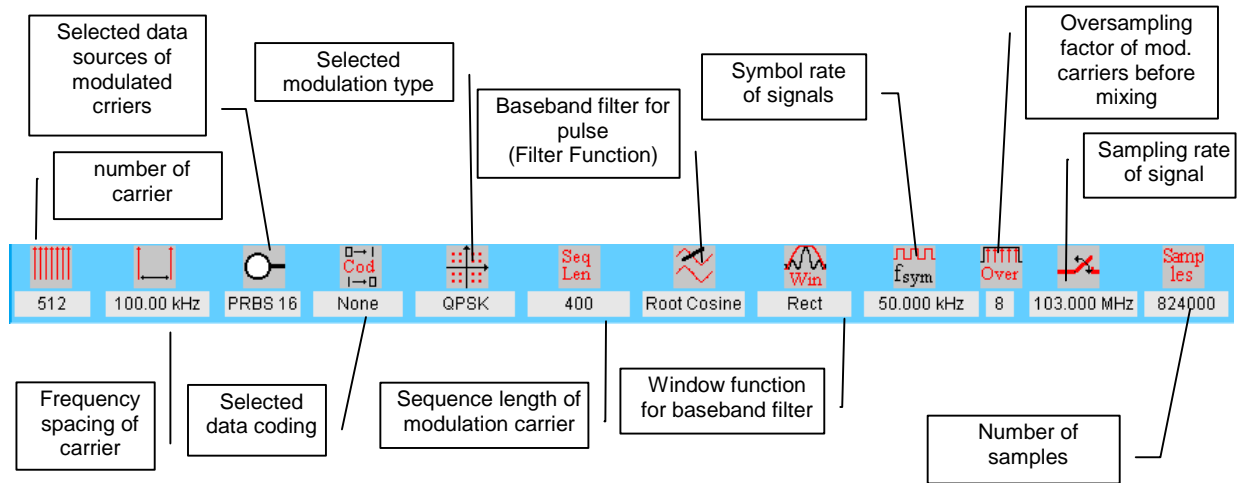 Selected data
sources of
modulated
crriers
Selected
modulation type
Baseband filter for
pulse
(Filter Function)
Symbol rate
of signals
Oversampling
factor of mod.
carriers before
mixing
number of
carrier
Sampling rate
of signal
Cod
Seq
Len
Win
fsym
Over
Samp
les
512
100.00 kHz
PRBS 16
None
QPSK
400
Root Cosine
Rect
50.000 kHz
8
103.000 MHz
824000
Frequency
spacing of
carrier
Selected
data coding
Sequence length of
modulation carrier
Window function
for baseband filter
Number of
samples